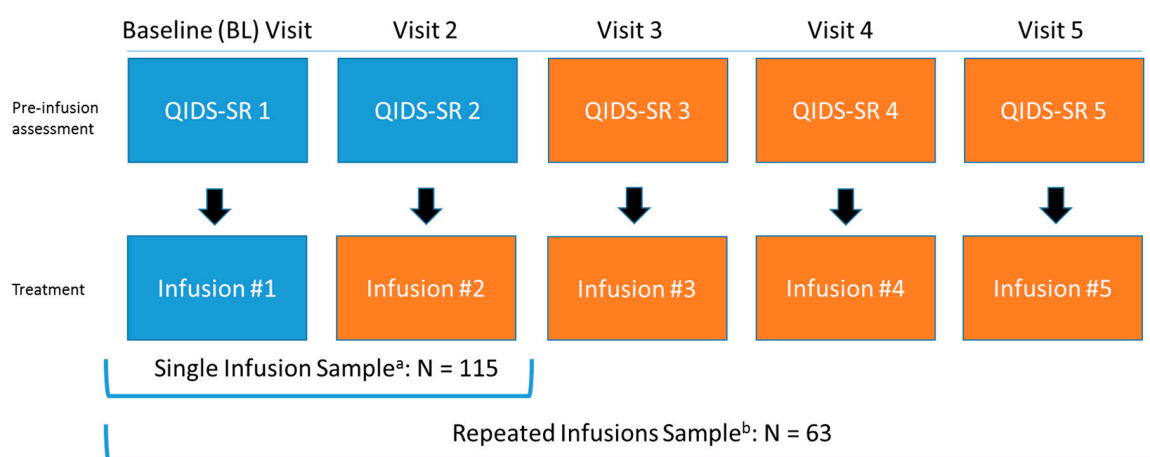 Baseline (BL) Visit Visit 2 Visit 3 Visit 4 Visit 5
Pre-infusion
assessment
QIDS-SR 1 QIDS-SR 2 QIDS-SR 3 QIDS-SR 4 QIDS-SR 5
Treatment
Infusion #1 Infusion #2 Infusion #3 Infusion #4 Infusion #5
Single Infusion Sampleᵃ: N = 115
Repeated Infusions Sampleᵇ: N = 63